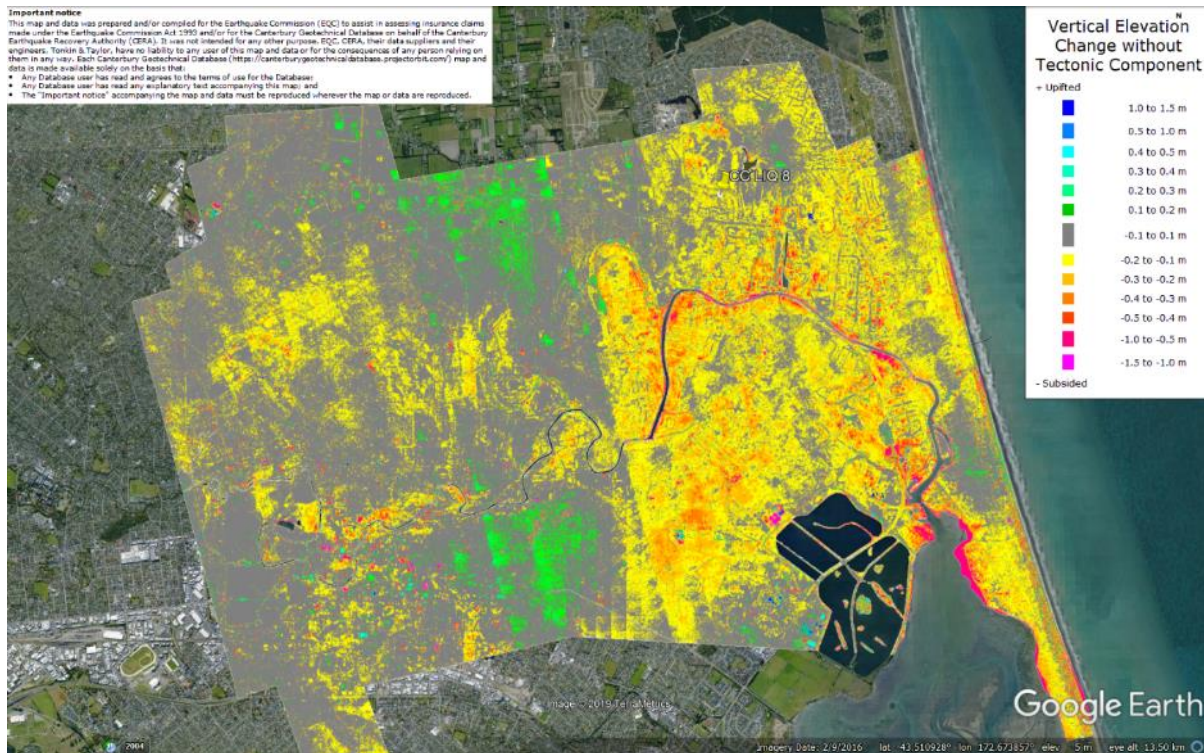 Important notice
This map and data was prepared and/or compiled for the Earthquake Commission (EQC) to assist in assessing insurance claims
made under the Earthquake Commission Act 1993 and/or for the Canterbury Geotechnical Database on behalf of the Canterbury
Earthquake Recovery Authority (CERA). It was not intended for any other purpose. EQC, CERA, their data suppliers and their
engineers, Tonkin & Taylor, have no liability to any user of this map and data or for the consequences of any person relying on
them in any way. Each Canterbury Geotechnical Database (https://canterburygeotechnicaldatabase.projectorbit.com/) map and
data is made available solely on the basis that:
• Any Database user has read and agrees to the terms of use for the Database;
• Any Database user has read any explanatory text accompanying this map; and
• The "Important notice" accompanying the map and data must be reproduced wherever the map or data are reproduced.
N
Vertical Elevation
Change without
Tectonic Component
+ Uplifted
1.0 to 1.5 m
0.5 to 1.0 m
0.4 to 0.5 m
0.3 to 0.4 m
0.2 to 0.3 m
0.1 to 0.2 m
-0.1 to 0.1 m
-0.2 to -0.1 m
-0.3 to -0.2 m
-0.4 to -0.3 m
-0.5 to -0.4 m
-1.0 to -0.5 m
-1.5 to -1.0 m
- Subsided
CC LIQ 8
Image © 2019 TerraMetrics
Google Earth
2004
Imagery Date: 2/9/2016 lat -43.510928° lon 172.673857° elev 5 m eye alt 13.50 km